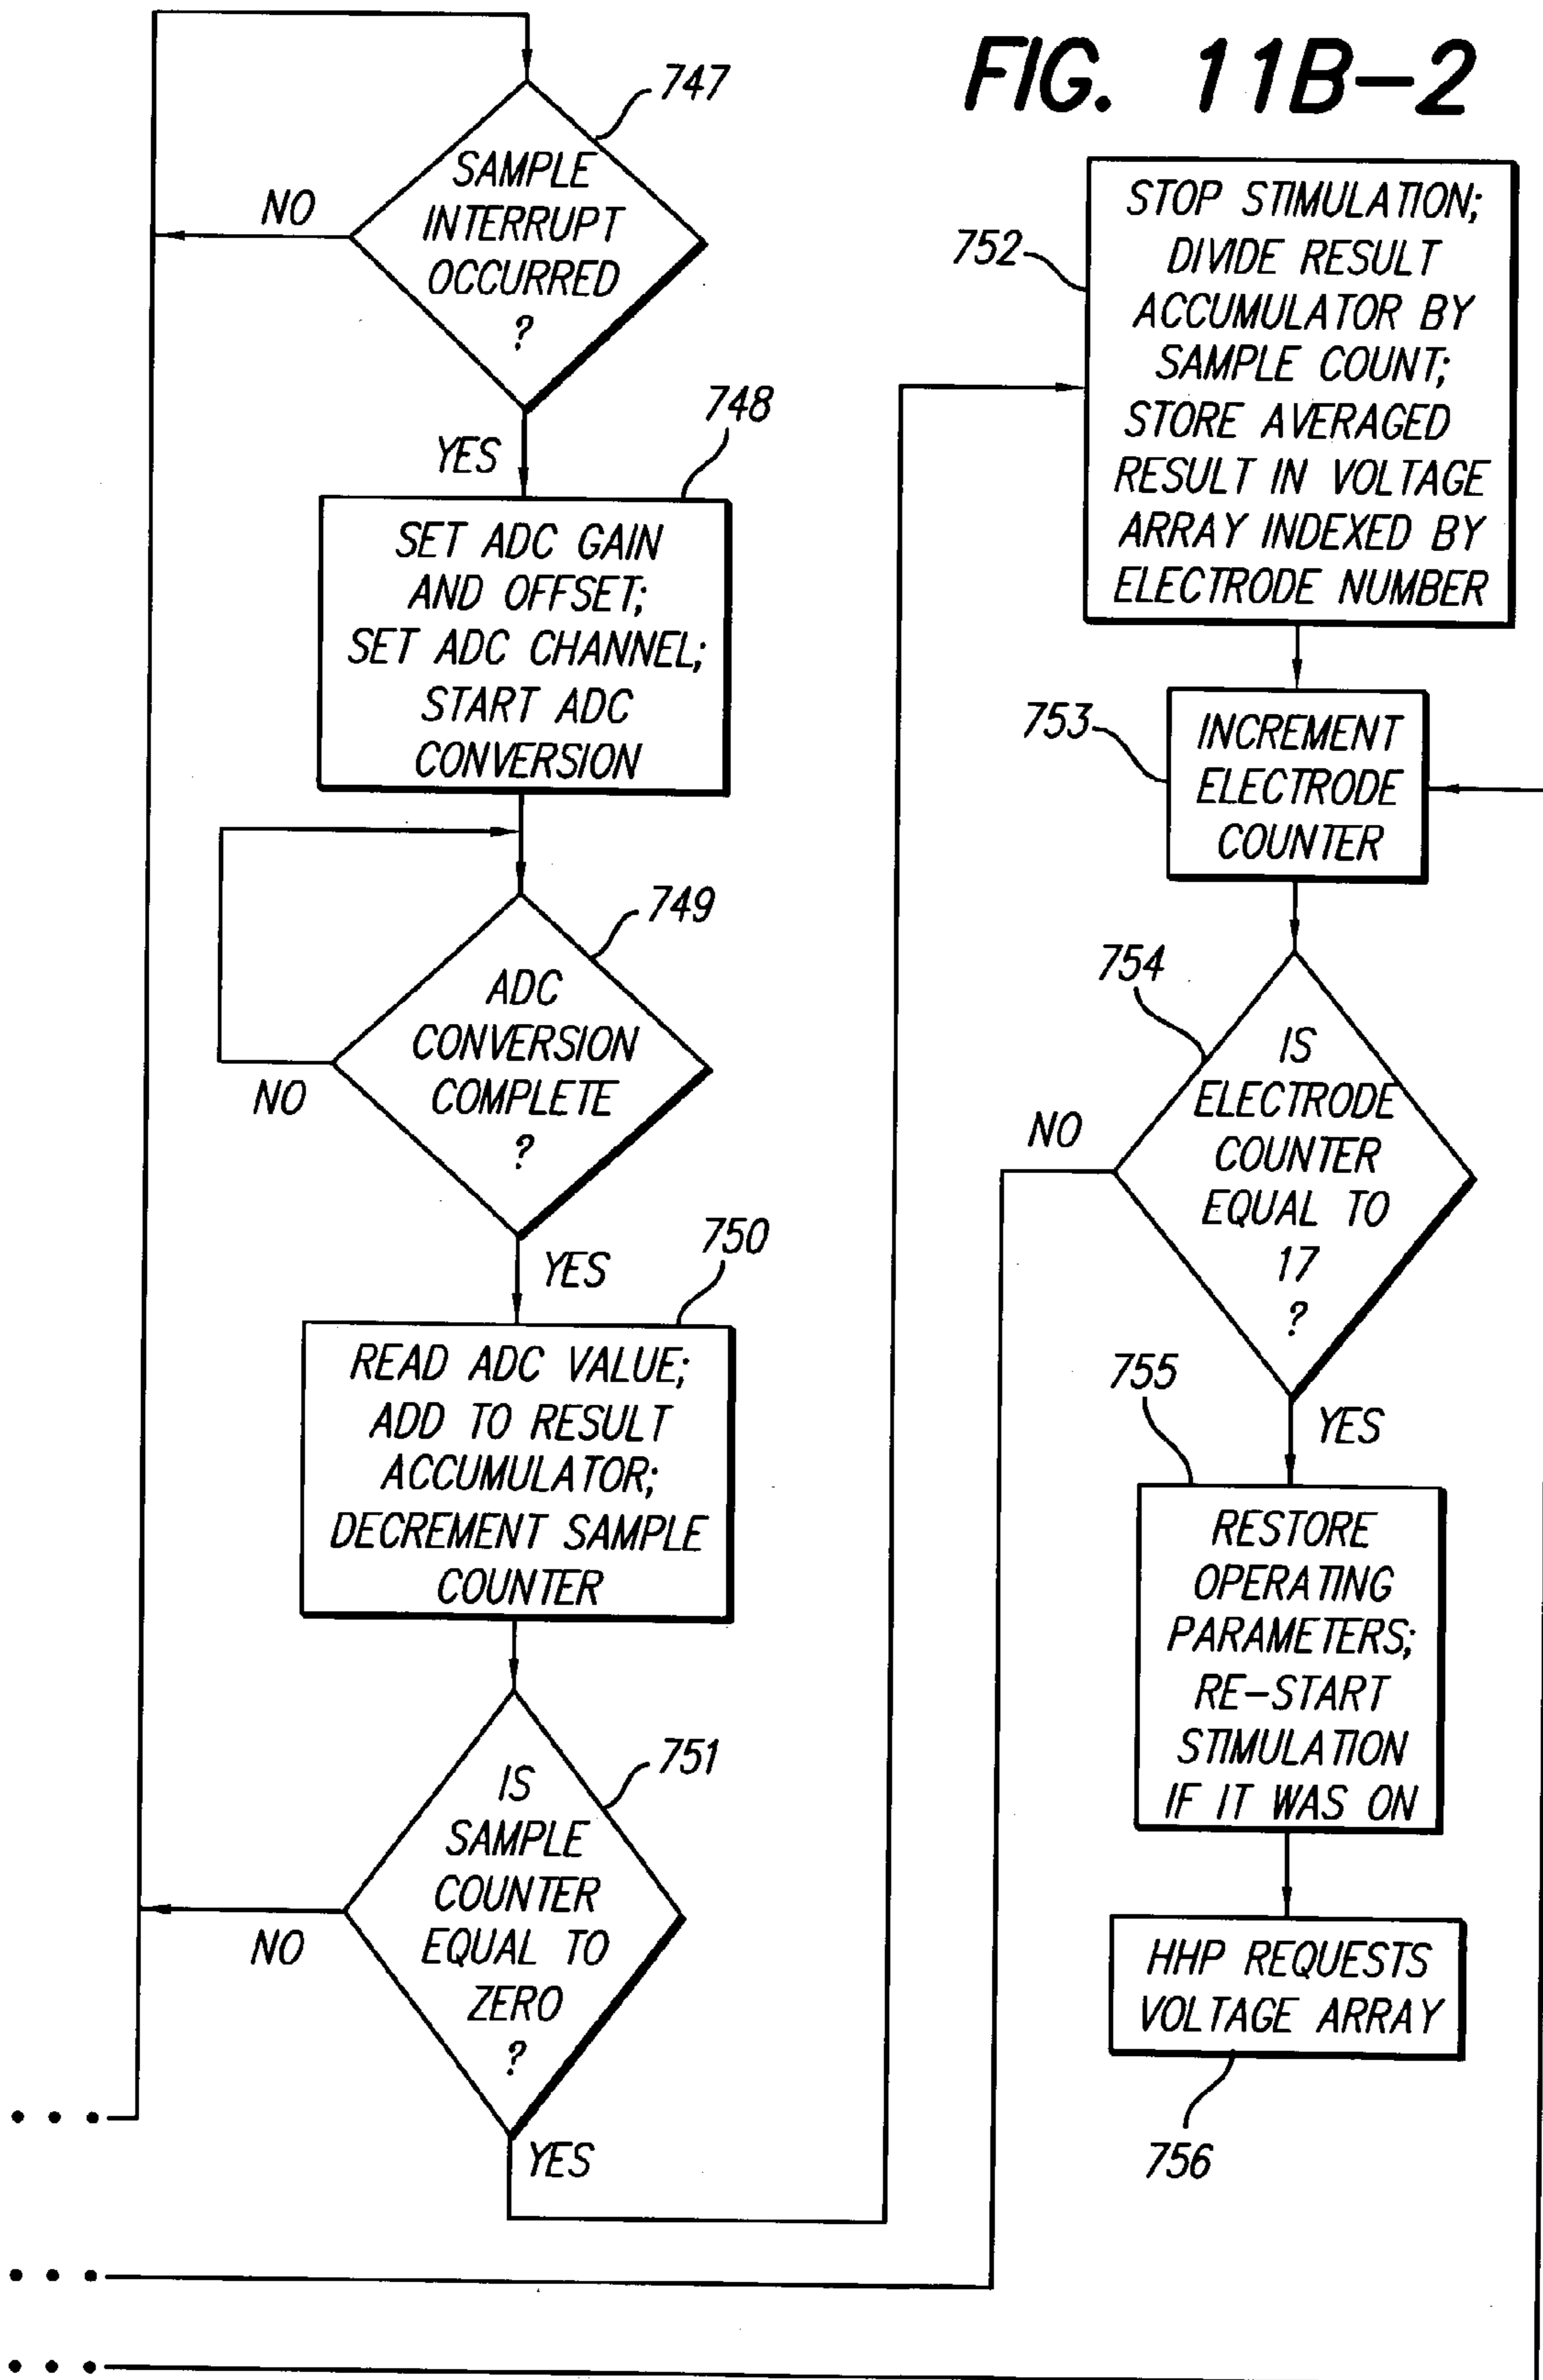 FIG. 11B-2
747
SAMPLE
INTERRUPT
OCCURRED
?
NO
YES
748
SET ADC GAIN
AND OFFSET;
SET ADC CHANNEL;
START ADC
CONVERSION
749
ADC
CONVERSION
COMPLETE
?
NO
YES
750
READ ADC VALUE;
ADD TO RESULT
ACCUMULATOR;
DECREMENT SAMPLE
COUNTER
751
IS
SAMPLE
COUNTER
EQUAL TO
ZERO
?
NO
YES
752
STOP STIMULATION;
DIVIDE RESULT
ACCUMULATOR BY
SAMPLE COUNT;
STORE AVERAGED
RESULT IN VOLTAGE
ARRAY INDEXED BY
ELECTRODE NUMBER
753
INCREMENT
ELECTRODE
COUNTER
754
IS
ELECTRODE
COUNTER
EQUAL TO
17
?
NO
YES
755
RESTORE
OPERATING
PARAMETERS;
RE-START
STIMULATION
IF IT WAS ON
HHP REQUESTS
VOLTAGE ARRAY
756